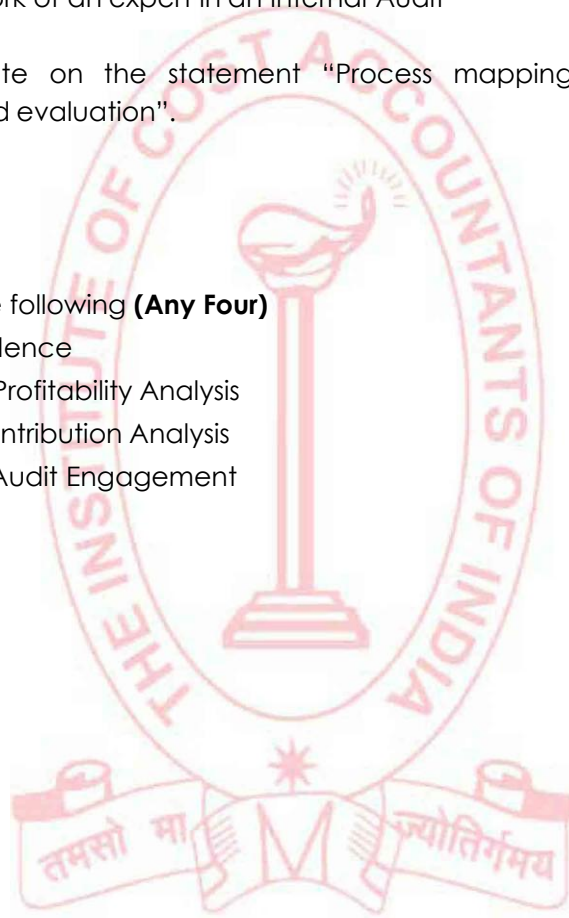 of an expert in an Internal Audit
te on the statement “Process mapping
d evaluation”.
e following (Any Four)
dence
Profitability Analysis
ntribution Analysis
Audit Engagement
THE INSTITUTE OF COST ACCOUNTANTS OF INDIA
तमसो मा ज्योतिर्गमय